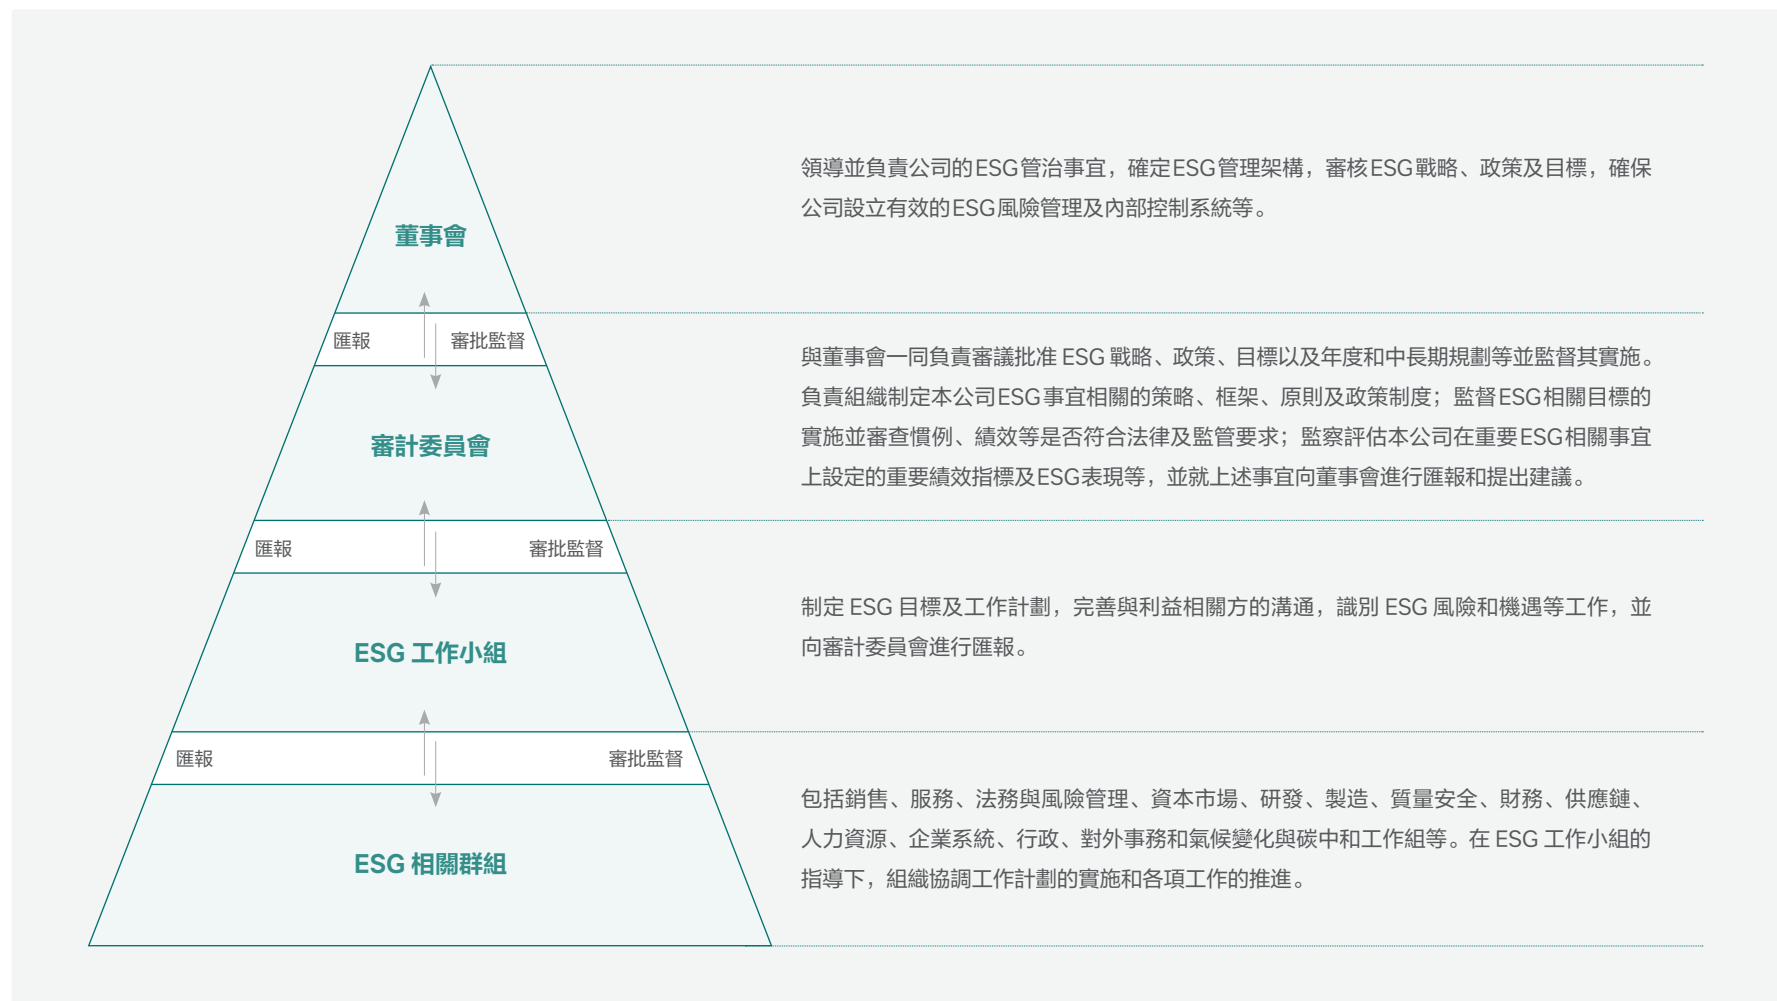 領導並負責公司的ESG管治事宜，確定ESG管理架構，審核ESG戰略、政策及目標，確保
公司設立有效的ESG風險管理及內部控制系統等。
董事會
匯報
審批監督
與董事會一同負責審議批准 ESG 戰略、政策、目標以及年度和中長期規劃等並監督其實施。
負責組織制定本公司ESG事宜相關的策略、框架、原則及政策制度；監督ESG相關目標的
實施並審查慣例、績效等是否符合法律及監管要求；監察評估本公司在重要ESG相關事宜
上設定的重要績效指標及ESG表現等，並就上述事宜向董事會進行匯報和提出建議。
審計委員會
匯報
審批監督
制定 ESG 目標及工作計劃，完善與利益相關方的溝通，識別 ESG 風險和機遇等工作，並
向審計委員會進行匯報。
ESG 工作小組
匯報
審批監督
包括銷售、服務、法務與風險管理、資本市場、研發、製造、質量安全、財務、供應鏈、
人力資源、企業系統、行政、對外事務和氣候變化與碳中和工作組等。在 ESG 工作小組的
指導下，組織協調工作計劃的實施和各項工作的推進。
ESG 相關群組